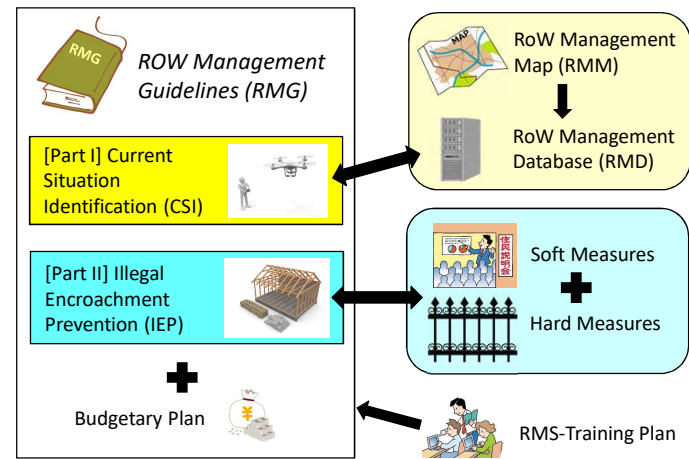 RMG
ROW Management
Guidelines (RMG)
[Part I] Current
Situation
Identification (CSI)
[Part II] Illegal
Encroachment
Prevention (IEP)
Budgetary Plan
¥
MAP
RoW Management
Map (RMM)
RoW Management
Database (RMD)
住民説明会
Soft Measures
Hard Measures
RMS-Training Plan